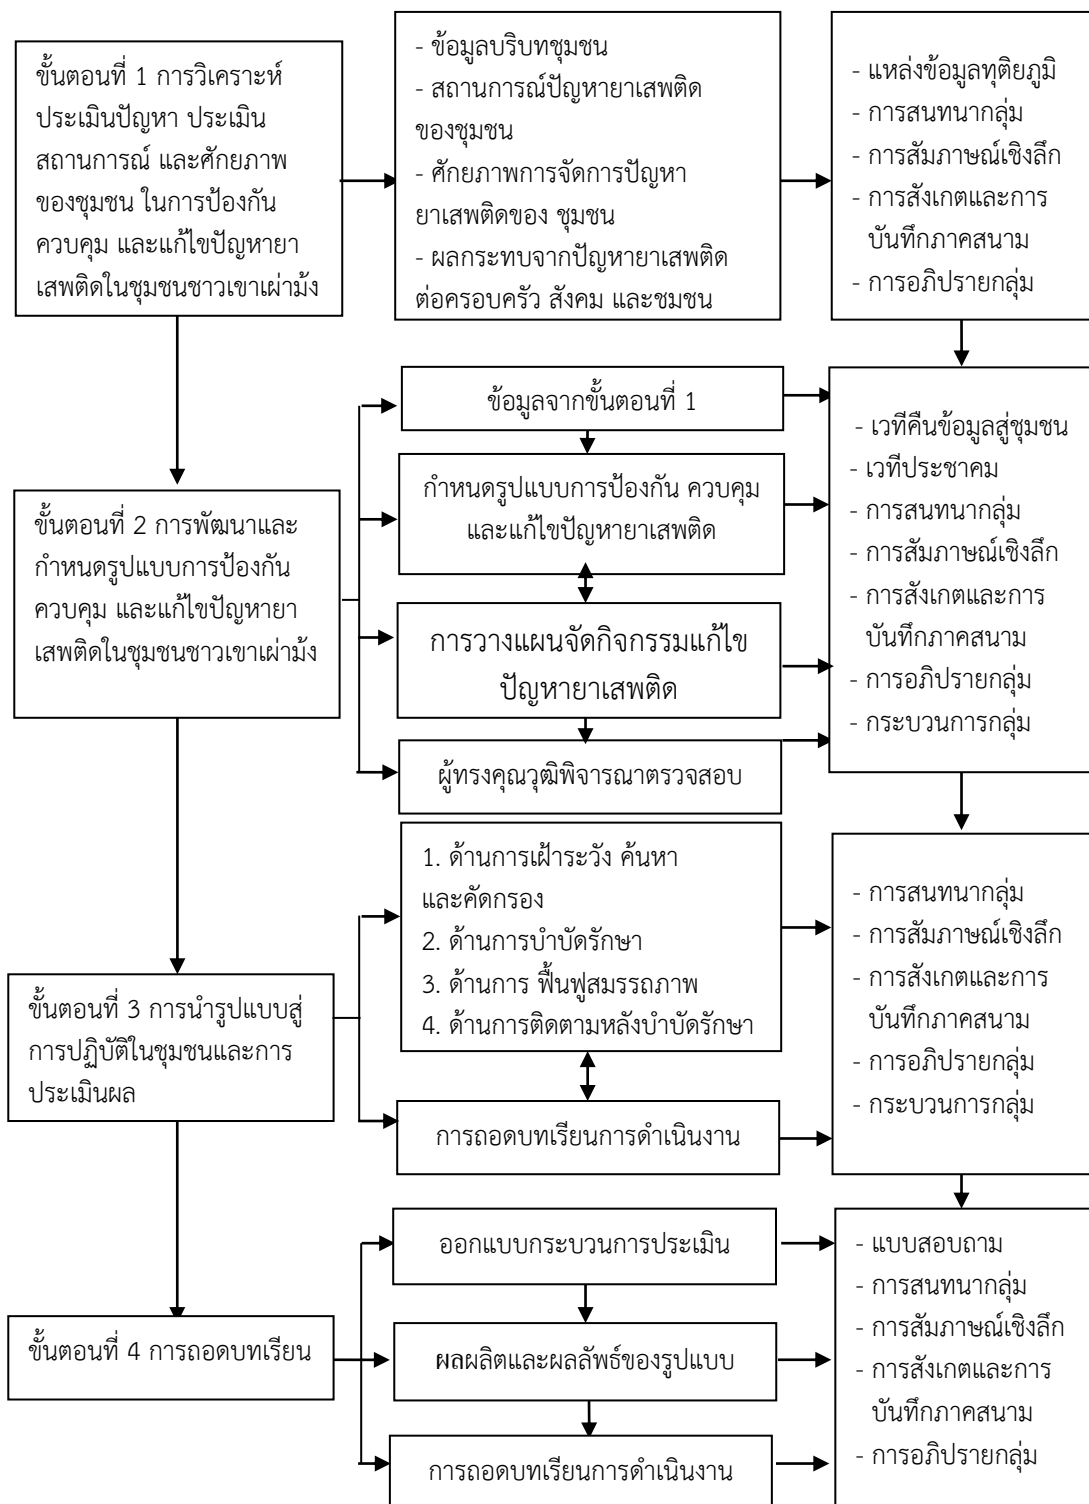 ขั้นตอนที่ 1 การวิเคราะห์
ประเมินปัญหา ประเมิน
สถานการณ์ และศักยภาพ
ของชุมชน ในการป้องกัน
ควบคุม และแก้ไขปัญหายา
เสพติดในชุมชนชาวเขาเผ่าม้ง
- ข้อมูลบริบทชุมชน
- สถานการณ์ปัญหายาเสพติด
ของชุมชน
- ศักยภาพการจัดการปัญหา
ยาเสพติดของ ชุมชน
- ผลกระทบจากปัญหายาเสพติด
ต่อครอบครัว สังคม และชุมชน
- แหล่งข้อมูลทุติยภูมิ
- การสนทนากลุ่ม
- การสัมภาษณ์เชิงลึก
- การสังเกตและการ
บันทึกภาคสนาม
- การอภิปรายกลุ่ม
ขั้นตอนที่ 2 การพัฒนาและ
กำหนดรูปแบบการป้องกัน
ควบคุม และแก้ไขปัญหายา
เสพติดในชุมชนชาวเขาเผ่าม้ง
ข้อมูลจากขั้นตอนที่ 1
กำหนดรูปแบบการป้องกัน ควบคุม
และแก้ไขปัญหายาเสพติด
การวางแผนจัดกิจกรรมแก้ไข
ปัญหายาเสพติด
ผู้ทรงคุณวุฒิพิจารณาตรวจสอบ
- เวทีคืนข้อมูลสู่ชุมชน
- เวทีประชาคม
- การสนทนากลุ่ม
- การสัมภาษณ์เชิงลึก
- การสังเกตและการ
บันทึกภาคสนาม
- การอภิปรายกลุ่ม
- กระบวนการกลุ่ม
ขั้นตอนที่ 3 การนำรูปแบบสู่
การปฏิบัติในชุมชนและการ
ประเมินผล
1. ด้านการเฝ้าระวัง ค้นหา
และคัดกรอง
2. ด้านการบำบัดรักษา
3. ด้านการ ฟื้นฟูสมรรถภาพ
4. ด้านการติดตามหลังบำบัดรักษา
การถอดบทเรียนการดำเนินงาน
- การสนทนากลุ่ม
- การสัมภาษณ์เชิงลึก
- การสังเกตและการ
บันทึกภาคสนาม
- การอภิปรายกลุ่ม
- กระบวนการกลุ่ม
ขั้นตอนที่ 4 การถอดบทเรียน
ออกแบบกระบวนการประเมิน
ผลผลิตและผลลัพธ์ของรูปแบบ
การถอดบทเรียนการดำเนินงาน
- แบบสอบถาม
- การสนทนากลุ่ม
- การสัมภาษณ์เชิงลึก
- การสังเกตและการ
บันทึกภาคสนาม
- การอภิปรายกลุ่ม